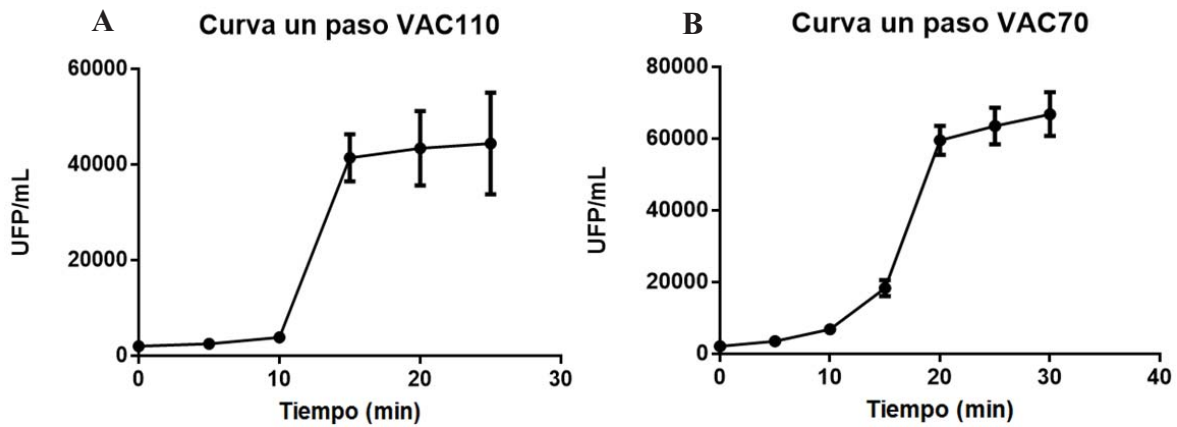 A
Curva un paso VAC110
60000
40000
20000
0
UFP/mL
0 10 20 30
Tiempo (min)
B
Curva un paso VAC70
80000
60000
40000
20000
0
UFP/mL
0 10 20 30 40
Tiempo (min)